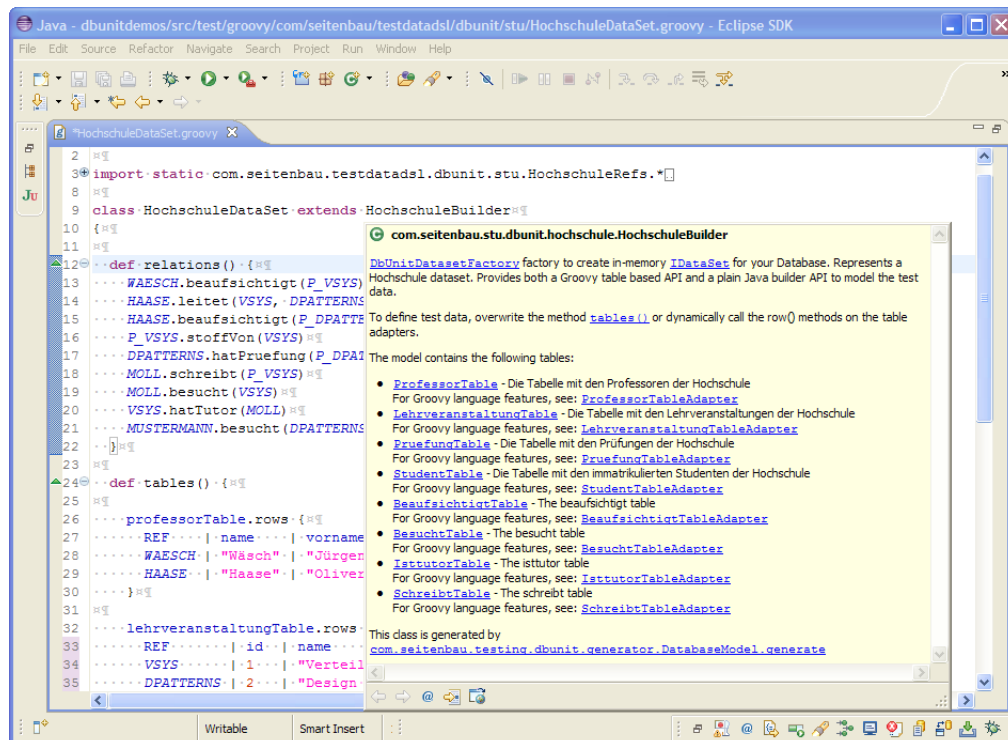 Java - dbunitdemos/src/test/groovy/com/seitenbau/testdatadsl/dbunit/stu/HochschuleDataSet.groovy - Eclipse SDK
File Edit Source Refactor Navigate Search Project Run Window Help
*HochschuleDataSet.groovy
2 ¤¶
3 import·static·com.seitenbau.testdatadsl.dbunit.stu.HochschuleRefs.*
8 ¤¶
9 class·HochschuleDataSet·extends·HochschuleBuilder¤¶
10 {¤¶
11 ¤¶
12 ··def·relations()·{¤¶
13 ····WAESCH.beaufsichtigt(P_VSYS)
14 ····HAASE.leitet(VSYS,·DPATTERNS
15 ····HAASE.beaufsichtigt(P_DPATTE
16 ····P_VSYS.stoffVon(VSYS)¤¶
17 ····DPATTERNS.hatPruefung(P_DPAT
18 ····MOLL.schreibt(P_VSYS)¤¶
19 ····MOLL.besucht(VSYS)¤¶
20 ····VSYS.hatTutor(MOLL)¤¶
21 ····MUSTERMANN.besucht(DPATTERNS
22 ··}¤¶
23 ¤¶
24 ··def·tables()·{¤¶
25 ¤¶
26 ····professorTable.rows·{¤¶
27 ······REF····|·name····|·vorname
28 ······WAESCH·|·"Wäsch"·|·"Jürgen
29 ······HAASE··|·"Haase"·|·"Oliver
30 ····}¤¶
31 ¤¶
32 ····lehrveranstaltungTable.rows
33 ······REF·······|·id··|·name
34 ······VSYS······|·1···|·"Verteil
35 ······DPATTERNS·|·2···|·"Design
com.seitenbau.stu.dbunit.hochschule.HochschuleBuilder
DbUnitDatasetFactory factory to create in-memory IDataSet for your Database. Represents a
Hochschule dataset. Provides both a Groovy table based API and a plain Java builder API to model the test
data.
To define test data, overwrite the method tables() or dynamically call the row() methods on the table
adapters.
The model contains the following tables:
• ProfessorTable - Die Tabelle mit den Professoren der Hochschule
For Groovy language features, see: ProfessorTableAdapter
• LehrveranstaltungTable - Die Tabelle mit den Lehrveranstaltungen der Hochschule
For Groovy language features, see: LehrveranstaltungTableAdapter
• PruefungTable - Die Tabelle mit den Prüfungen der Hochschule
For Groovy language features, see: PruefungTableAdapter
• StudentTable - Die Tabelle mit den immatrikulierten Studenten der Hochschule
For Groovy language features, see: StudentTableAdapter
• BeaufsichtigtTable - The beaufsichtigt table
For Groovy language features, see: BeaufsichtigtTableAdapter
• BesuchtTable - The besucht table
For Groovy language features, see: BesuchtTableAdapter
• IsttutorTable - The isttutor table
For Groovy language features, see: IsttutorTableAdapter
• SchreibtTable - The schreibt table
For Groovy language features, see: SchreibtTableAdapter
This class is generated by
com.seitenbau.testing.dbunit.generator.DatabaseModel.generate
Writable Smart Insert :